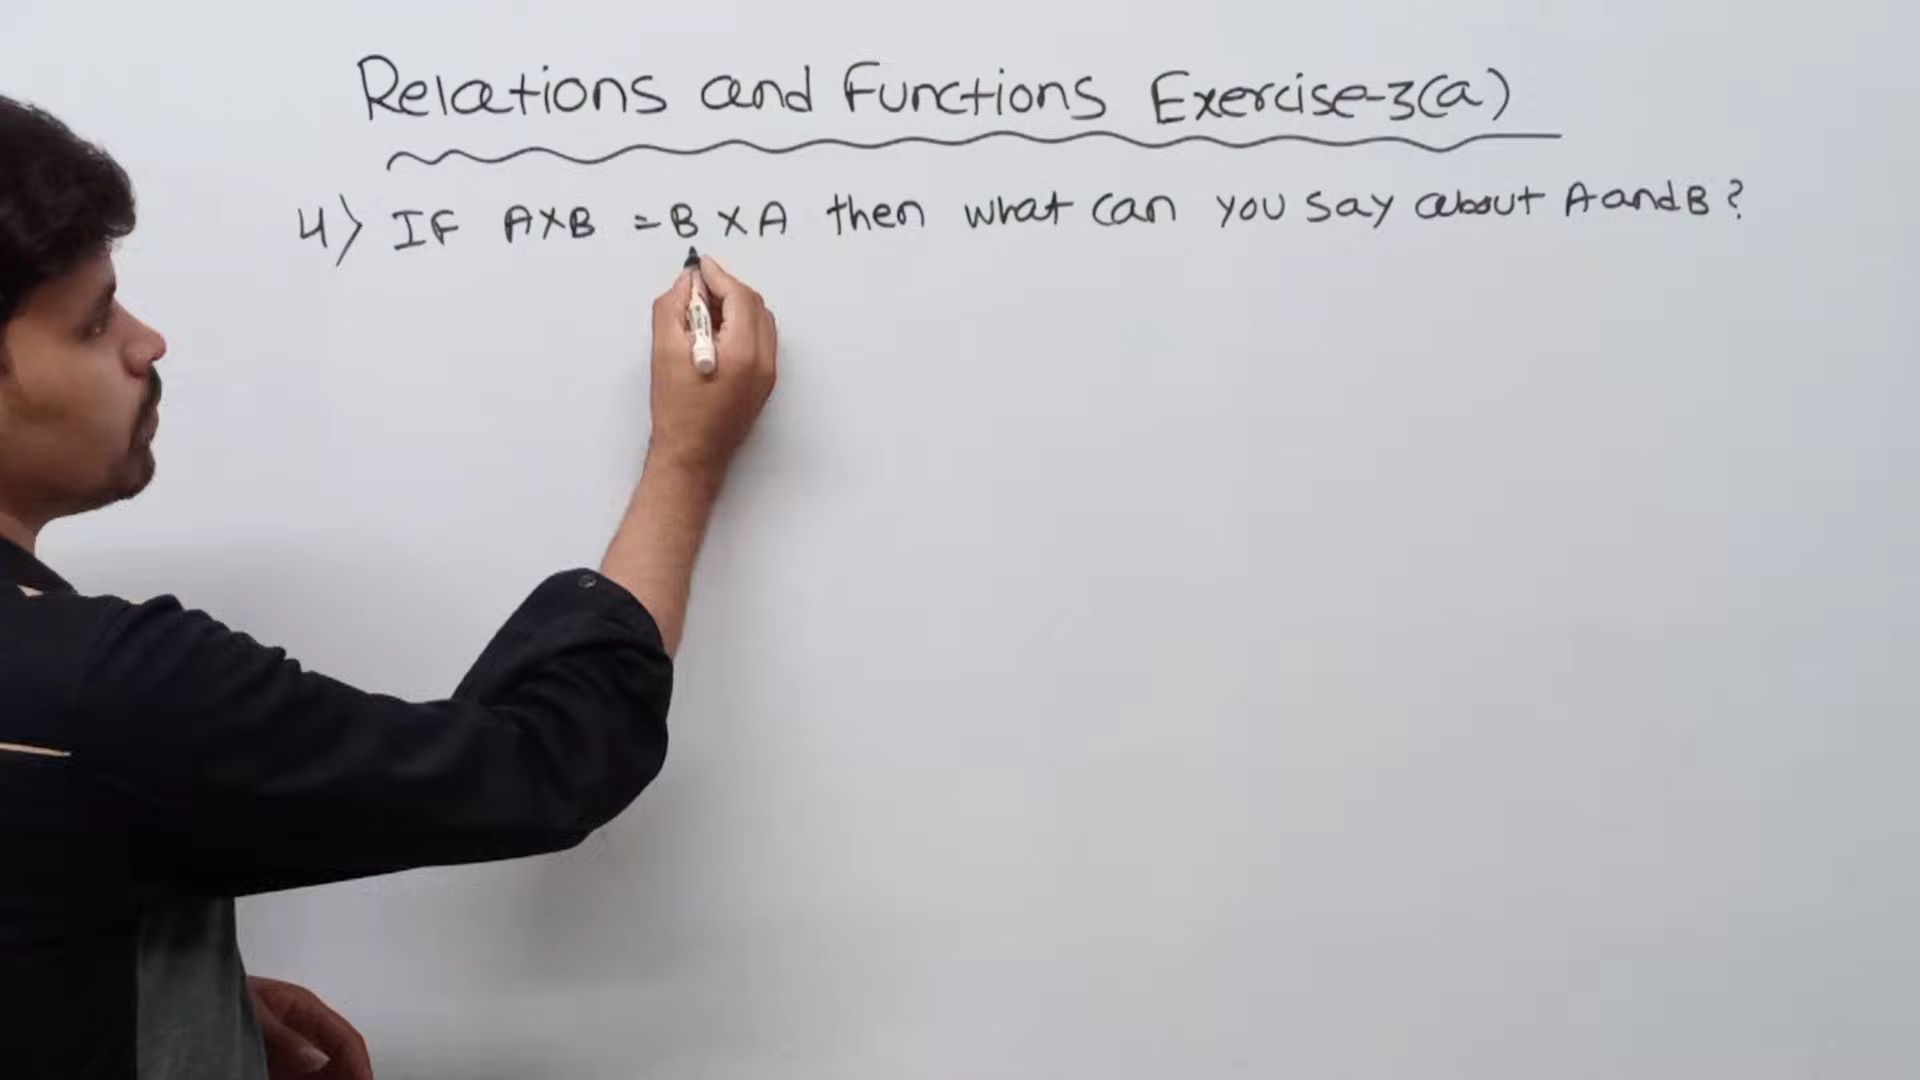 Relations and Functions Exercise-3(a)
4) IF A×B = B × A then what can you say about A and B?